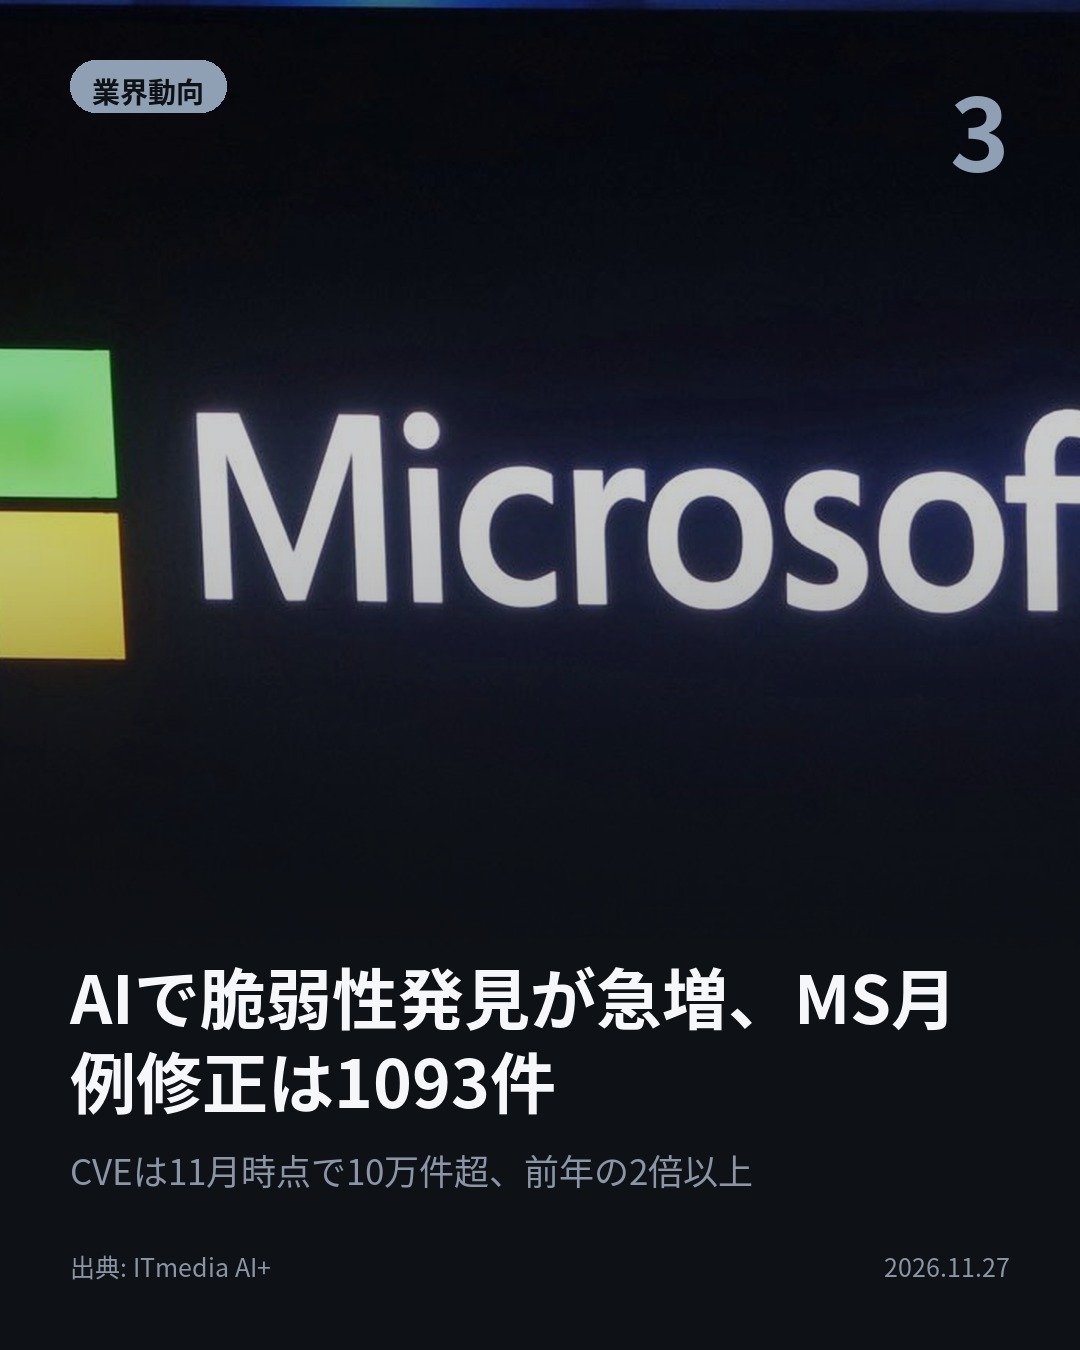 業界動向
3
Microsof
AIで脆弱性発見が急増、MS月
例修正は1093件
CVEは11月時点で10万件超、前年の2倍以上
出典: ITmedia AI+
2026.11.27